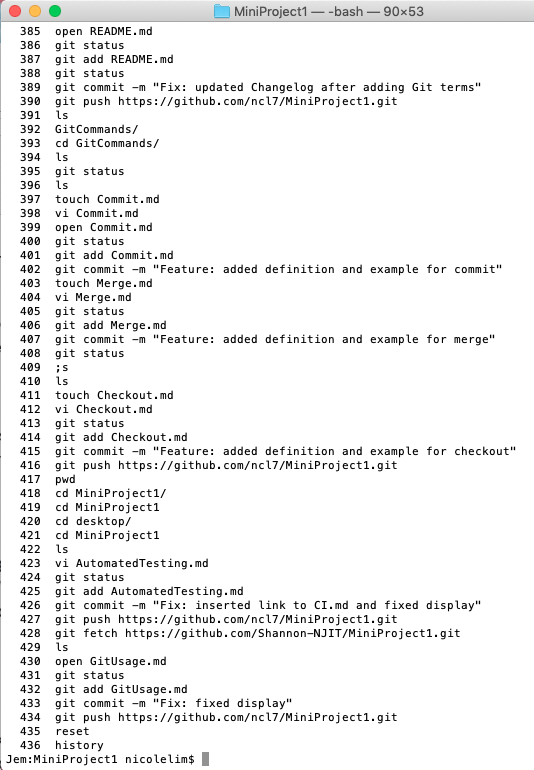 MiniProject1 — -bash — 90×53
385 open README.md
386 git status
387 git add README.md
388 git status
389 git commit -m "Fix: updated Changelog after adding Git terms"
390 git push https://github.com/ncl7/MiniProject1.git
391 ls
392 GitCommands/
393 cd GitCommands/
394 ls
395 git status
396 ls
397 touch Commit.md
398 vi Commit.md
399 open Commit.md
400 git status
401 git add Commit.md
402 git commit -m "Feature: added definition and example for commit"
403 touch Merge.md
404 vi Merge.md
405 git status
406 git add Merge.md
407 git commit -m "Feature: added definition and example for merge"
408 git status
409 ;s
410 ls
411 touch Checkout.md
412 vi Checkout.md
413 git status
414 git add Checkout.md
415 git commit -m "Feature: added definition and example for checkout"
416 git push https://github.com/ncl7/MiniProject1.git
417 pwd
418 cd MiniProject1/
419 cd MiniProject1
420 cd desktop/
421 cd MiniProject1
422 ls
423 vi AutomatedTesting.md
424 git status
425 git add AutomatedTesting.md
426 git commit -m "Fix: inserted link to CI.md and fixed display"
427 git push https://github.com/ncl7/MiniProject1.git
428 git fetch https://github.com/Shannon-NJIT/MiniProject1.git
429 ls
430 open GitUsage.md
431 git status
432 git add GitUsage.md
433 git commit -m "Fix: fixed display"
434 git push https://github.com/ncl7/MiniProject1.git
435 reset
436 history
Jem:MiniProject1 nicolelim$